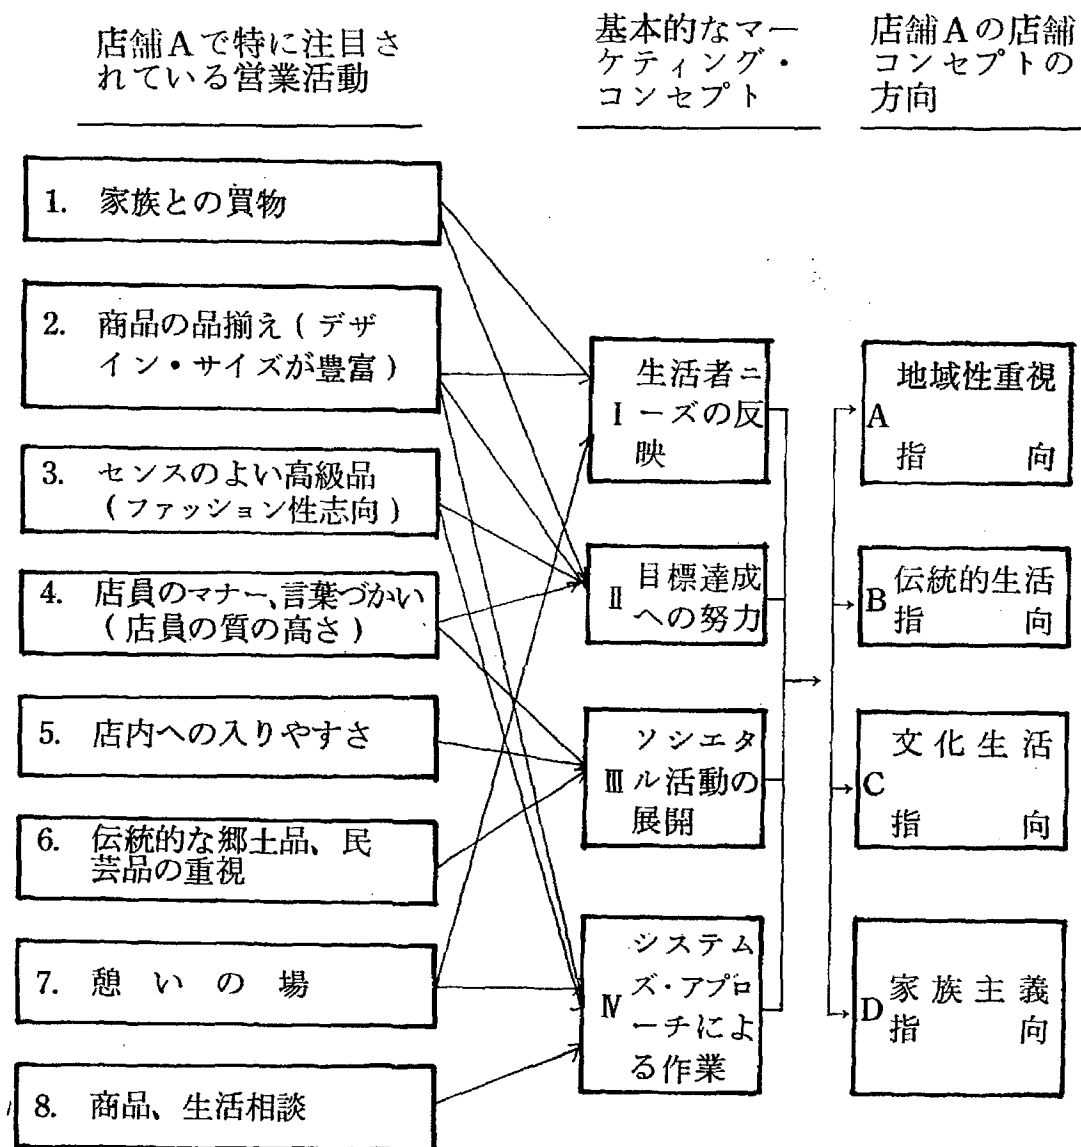 店舗Aで特に注目さ
れている営業活動
基本的なマー
ケティング・
コンセプト
店舗Aの店舗
コンセプトの
方向
1. 家族との買物
2. 商品の品揃え（デザ
イン・サイズが豊富）
3. センスのよい高級品
（ファッション性志向）
4. 店員のマナー、言葉づかい
（店員の質の高さ）
5. 店内への入りやすさ
6. 伝統的な郷土品、民
芸品の重視
7. 憩いの場
8. 商品、生活相談
生活者ニ
Ⅰ ーズの反
映
目標達成
Ⅱ への努力
ソシエタ
Ⅲ ル活動の
展開
システム
Ⅳ ズ・アプロ
ーチによ
る作業
地域性重視
A
指向
B 伝統的生活
指向
文化生活
C
指向
D 家族主義
指向